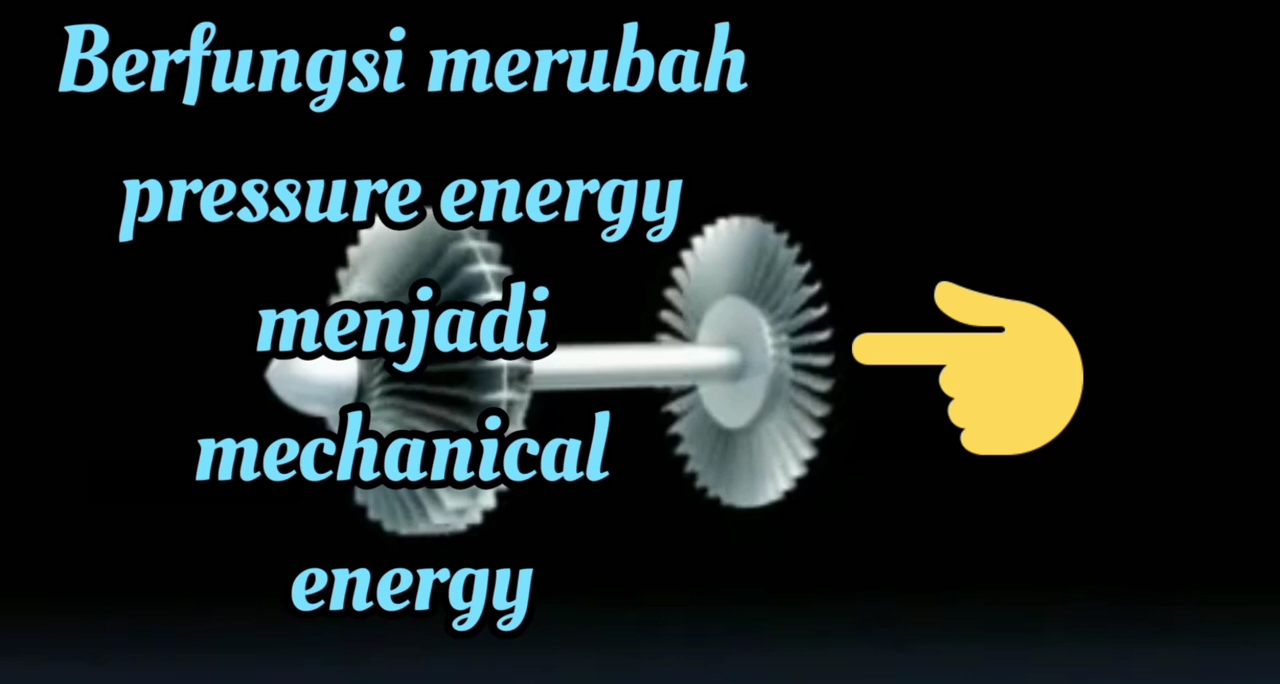 Berfungsi merubah
pressure energy
menjadi
mechanical
energy